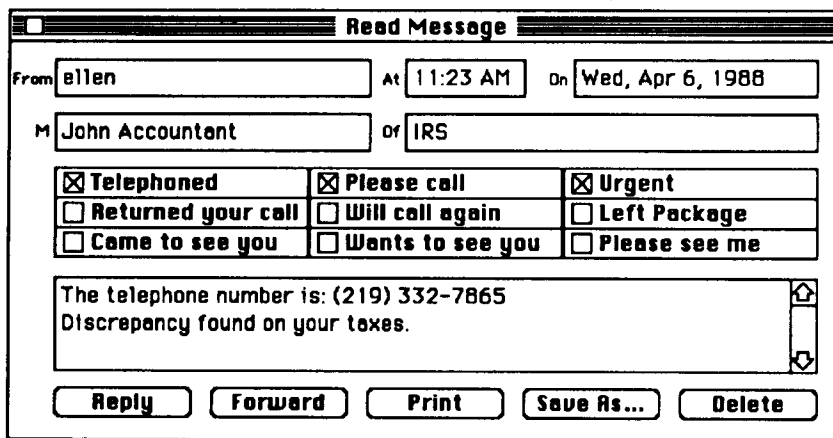 Read Message
From ellen At 11:23 AM On Wed, Apr 6, 1988
M John Accountant Of IRS
Telephoned Please call Urgent
Returned your call Will call again Left Package
Came to see you Wants to see you Please see me
The telephone number is: (219) 332-7865
Discrepancy found on your taxes.
Reply Forward Print Save As... Delete